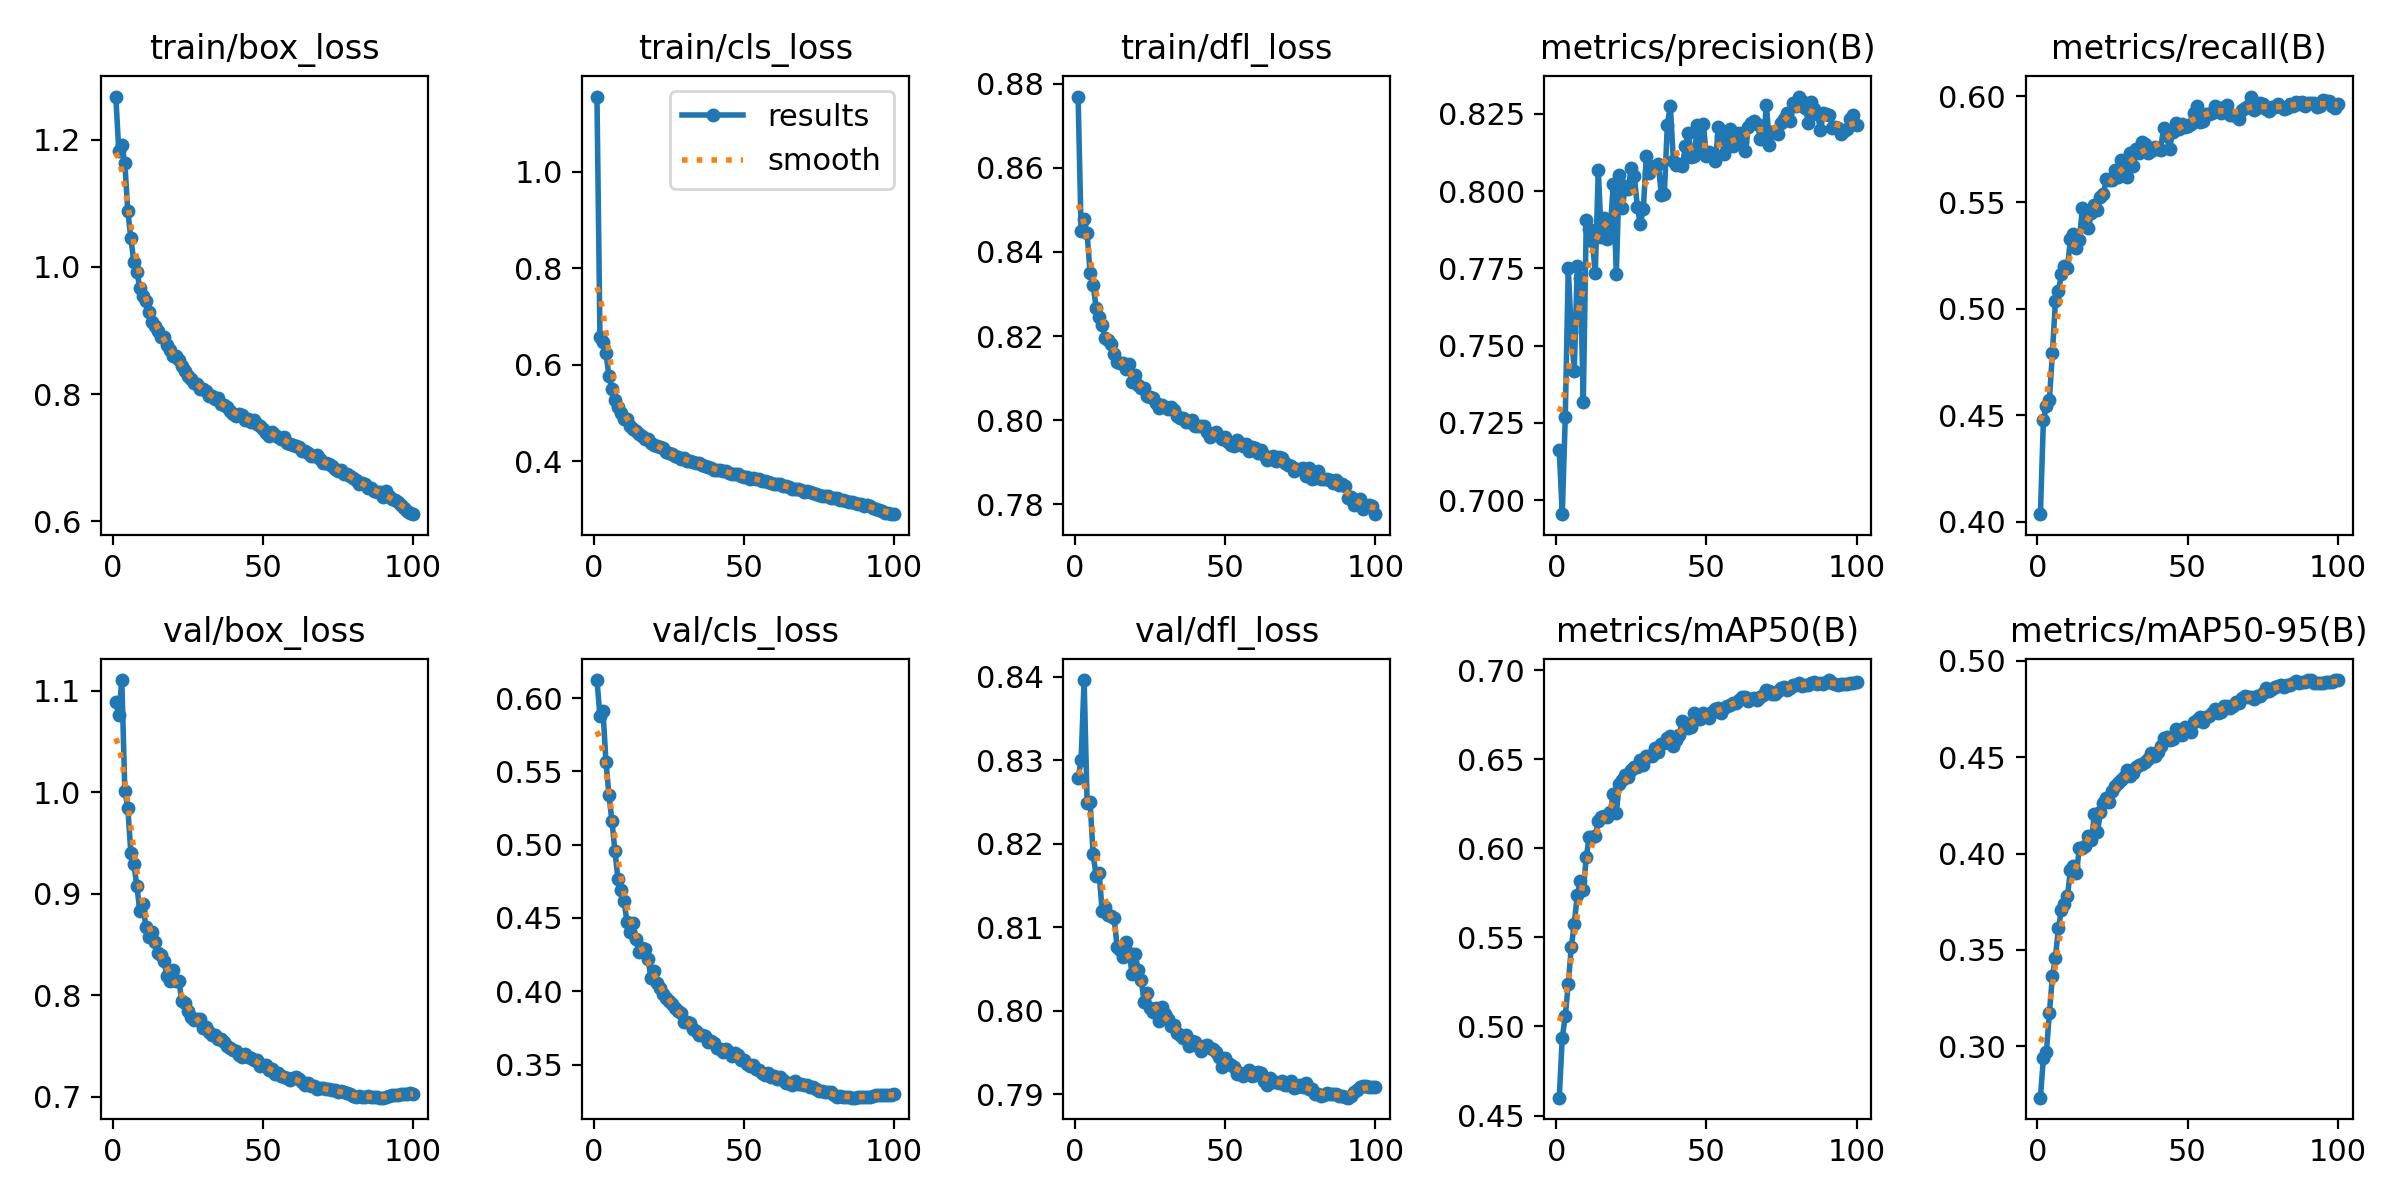 train/box_loss
train/cls_loss
train/dfl_loss
metrics/precision(B)
metrics/recall(B)
1.2
1.0
0.8
0.6
0 50 100
results
smooth
1.0
0.8
0.6
0.4
0 50 100
0.88
0.86
0.84
0.82
0.80
0.78
0 50 100
0.825
0.800
0.775
0.750
0.725
0.700
0 50 100
0.60
0.55
0.50
0.45
0.40
0 50 100
val/box_loss
val/cls_loss
val/dfl_loss
metrics/mAP50(B)
metrics/mAP50-95(B)
1.1
1.0
0.9
0.8
0.7
0 50 100
0.60
0.55
0.50
0.45
0.40
0.35
0 50 100
0.84
0.83
0.82
0.81
0.80
0.79
0 50 100
0.70
0.65
0.60
0.55
0.50
0.45
0 50 100
0.50
0.45
0.40
0.35
0.30
0 50 100